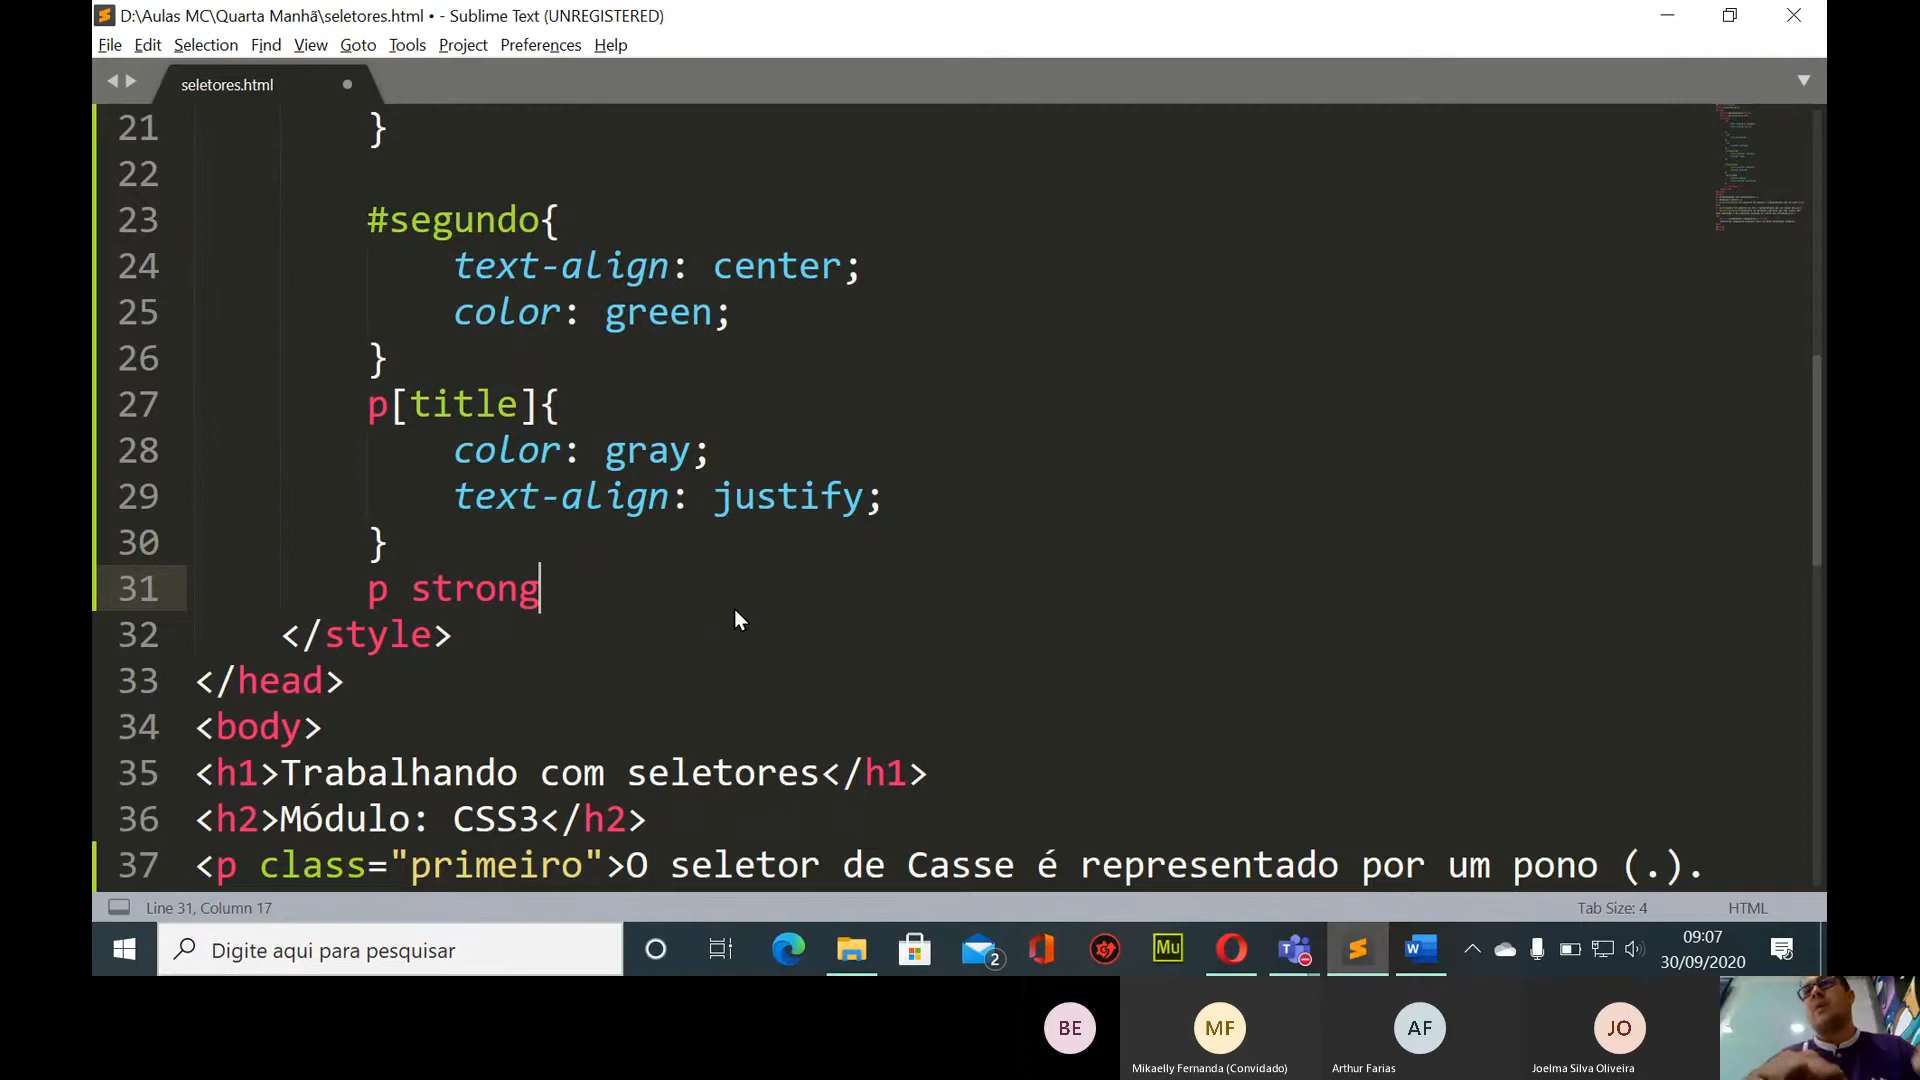 D:\Aulas MC\Quarta Manhã\seletores.html • - Sublime Text (UNREGISTERED)
File Edit Selection Find View Goto Tools Project Preferences Help
seletores.html
21 }
22
23 #segundo{
24 text-align: center;
25 color: green;
26 }
27 p[title]{
28 color: gray;
29 text-align: justify;
30 }
31 p strong
32 </style>
33 </head>
34 <body>
35 <h1>Trabalhando com seletores</h1>
36 <h2>Módulo: CSS3</h2>
37 <p class="primeiro">O seletor de Casse é representado por um pono (.).
Line 31, Column 17 Tab Size: 4 HTML
Digite aqui para pesquisar
2
Mu
09:07
30/09/2020
BE MF AF JO
Mikaelly Fernanda (Convidado) Arthur Farias Joelma Silva Oliveira